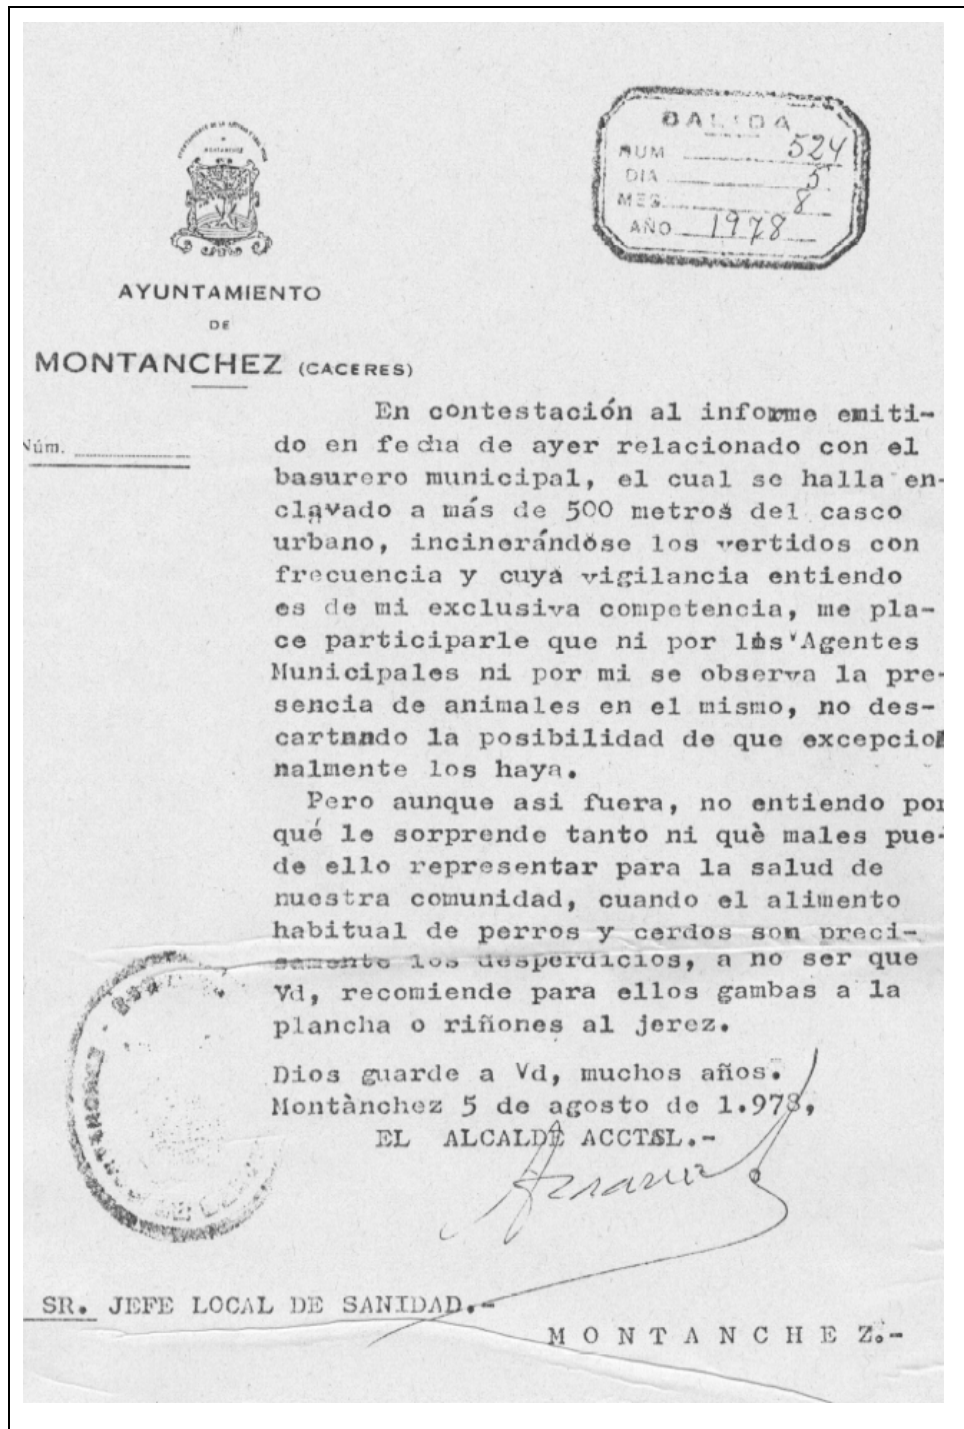 SALIDA
NUM 524
DIA 5
MES 8
AÑO 1978
AYUNTAMIENTO
DE
MONTANCHEZ (CACERES)
Núm.
En contestación al informe emiti-
do en fecha de ayer relacionado con el
basurero municipal, el cual se halla en-
clavado a más de 500 metros del casco
urbano, incinerándose los vertidos con
frecuencia y cuya vigilancia entiendo
es de mi exclusiva competencia, me pla-
ce participarle que ni por los Agentes
Municipales ni por mi se observa la pre-
sencia de animales en el mismo, no des-
cartando la posibilidad de que excepcio
nalmente los haya.
Pero aunque asi fuera, no entiendo por
qué le sorprende tanto ni què males pue-
de ello representar para la salud de
nuestra comunidad, cuando el alimento
habitual de perros y cerdos son preci-
samente los desperdicios, a no ser que
Vd, recomiende para ellos gambas a la
plancha o riñones al jerez.
Dios guarde a Vd, muchos años.
Montànchez 5 de agosto de 1.978,
EL ALCALDE ACCTAL.-
SR. JEFE LOCAL DE SANIDAD.-
MONTANCHEZ.-